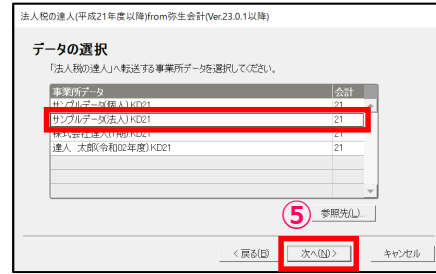 法人税の達人(平成21年度以降)from弥生会計(Ver.23.0.1以降)
データの選択
「法人税の達人」へ転送する事業所データを選択してください。
事業所データ 会計
サンプルデータ(個人).KD21 21
サンプルデータ(法人).KD21 21
株式会社達人(1期).KD21 21
達人 太郎(令和02年度).KD21 21
⑤ 参照先(L)...
< 戻る(B) 次へ(N) > キャンセル